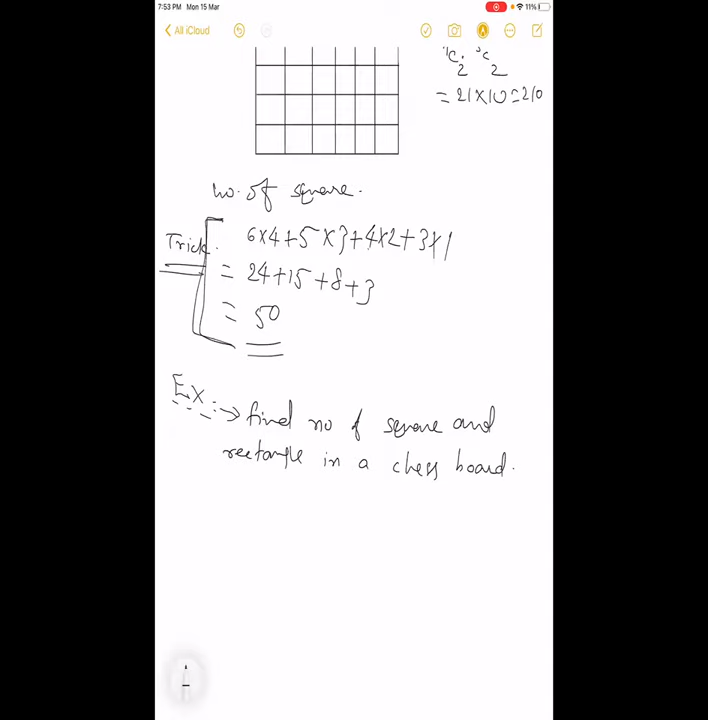 7:53 PM Mon 15 Mar
11%
All iCloud
⁷C₂ ⁵C₂
= 21×10=210
no. of square.
Trick.
6×4+5×3+4×2+3×1
= 24+15+8+3
= 50
Ex → find no of square and
rectangle in a chess board.